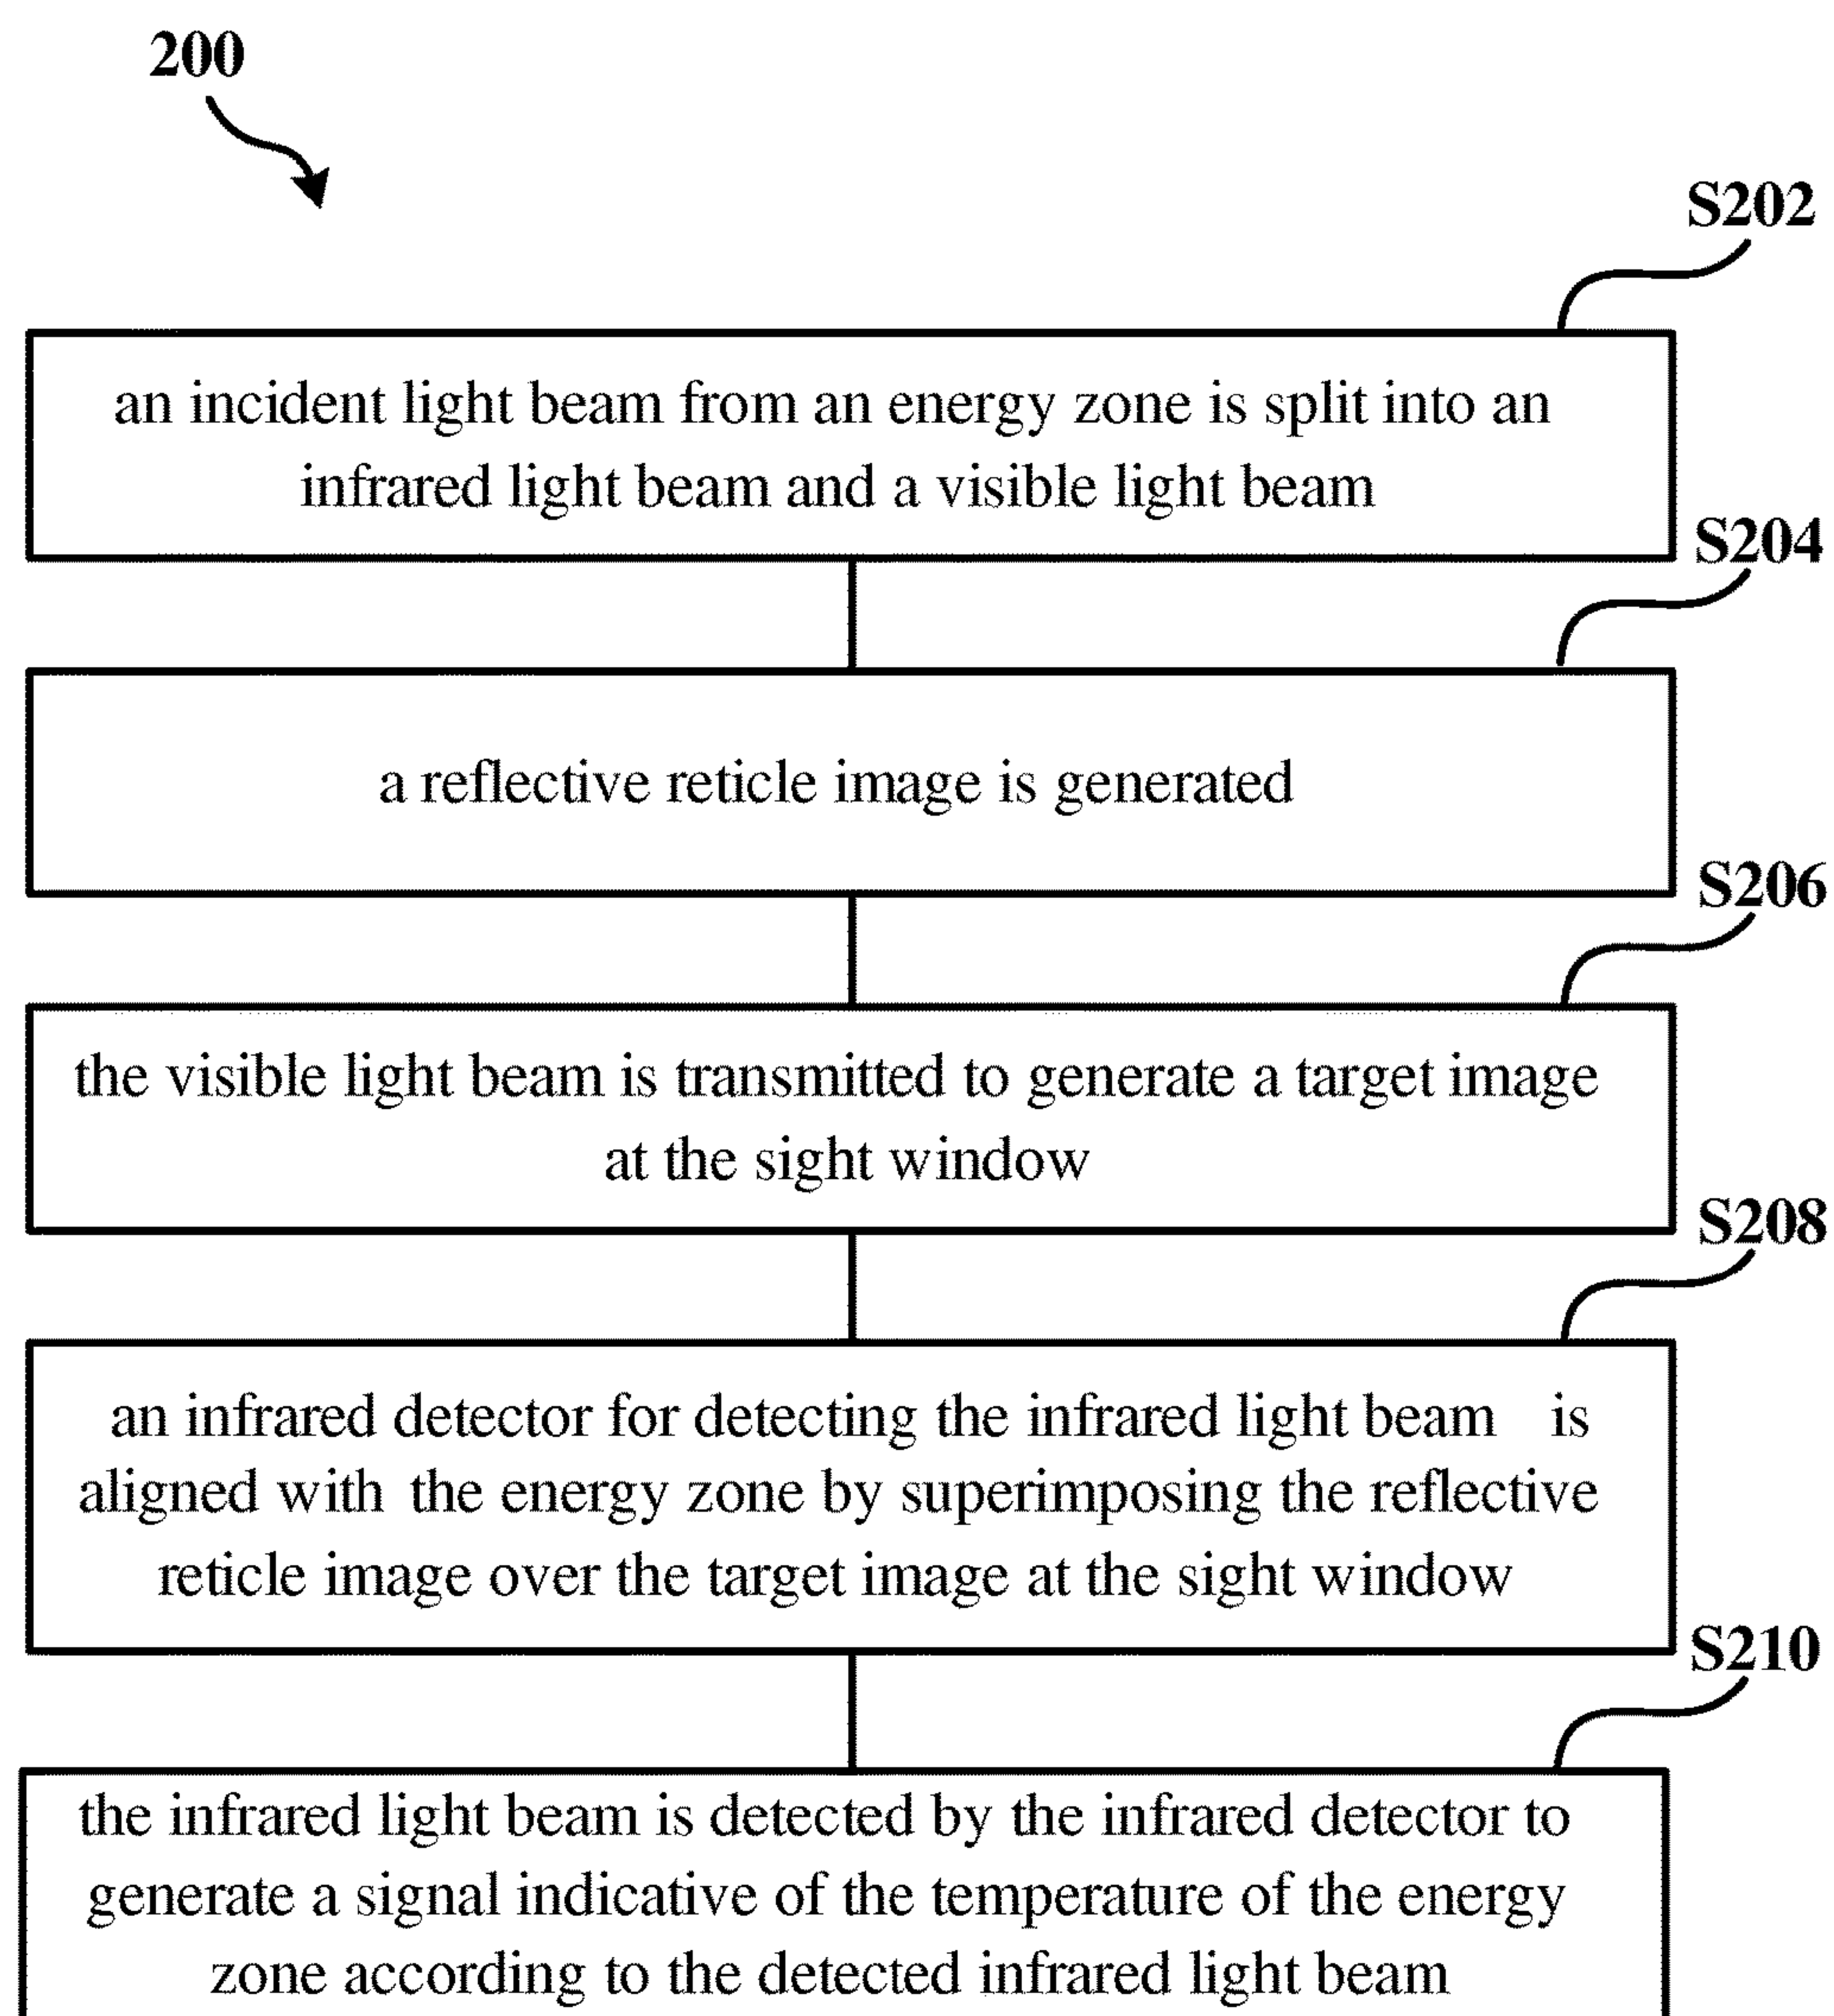 200
S202
an incident light beam from an energy zone is split into an
infrared light beam and a visible light beam
S204
a reflective reticle image is generated
S206
the visible light beam is transmitted to generate a target image
at the sight window
S208
an infrared detector for detecting the infrared light beam is
aligned with the energy zone by superimposing the reflective
reticle image over the target image at the sight window
S210
the infrared light beam is detected by the infrared detector to
generate a signal indicative of the temperature of the energy
zone according to the detected infrared light beam